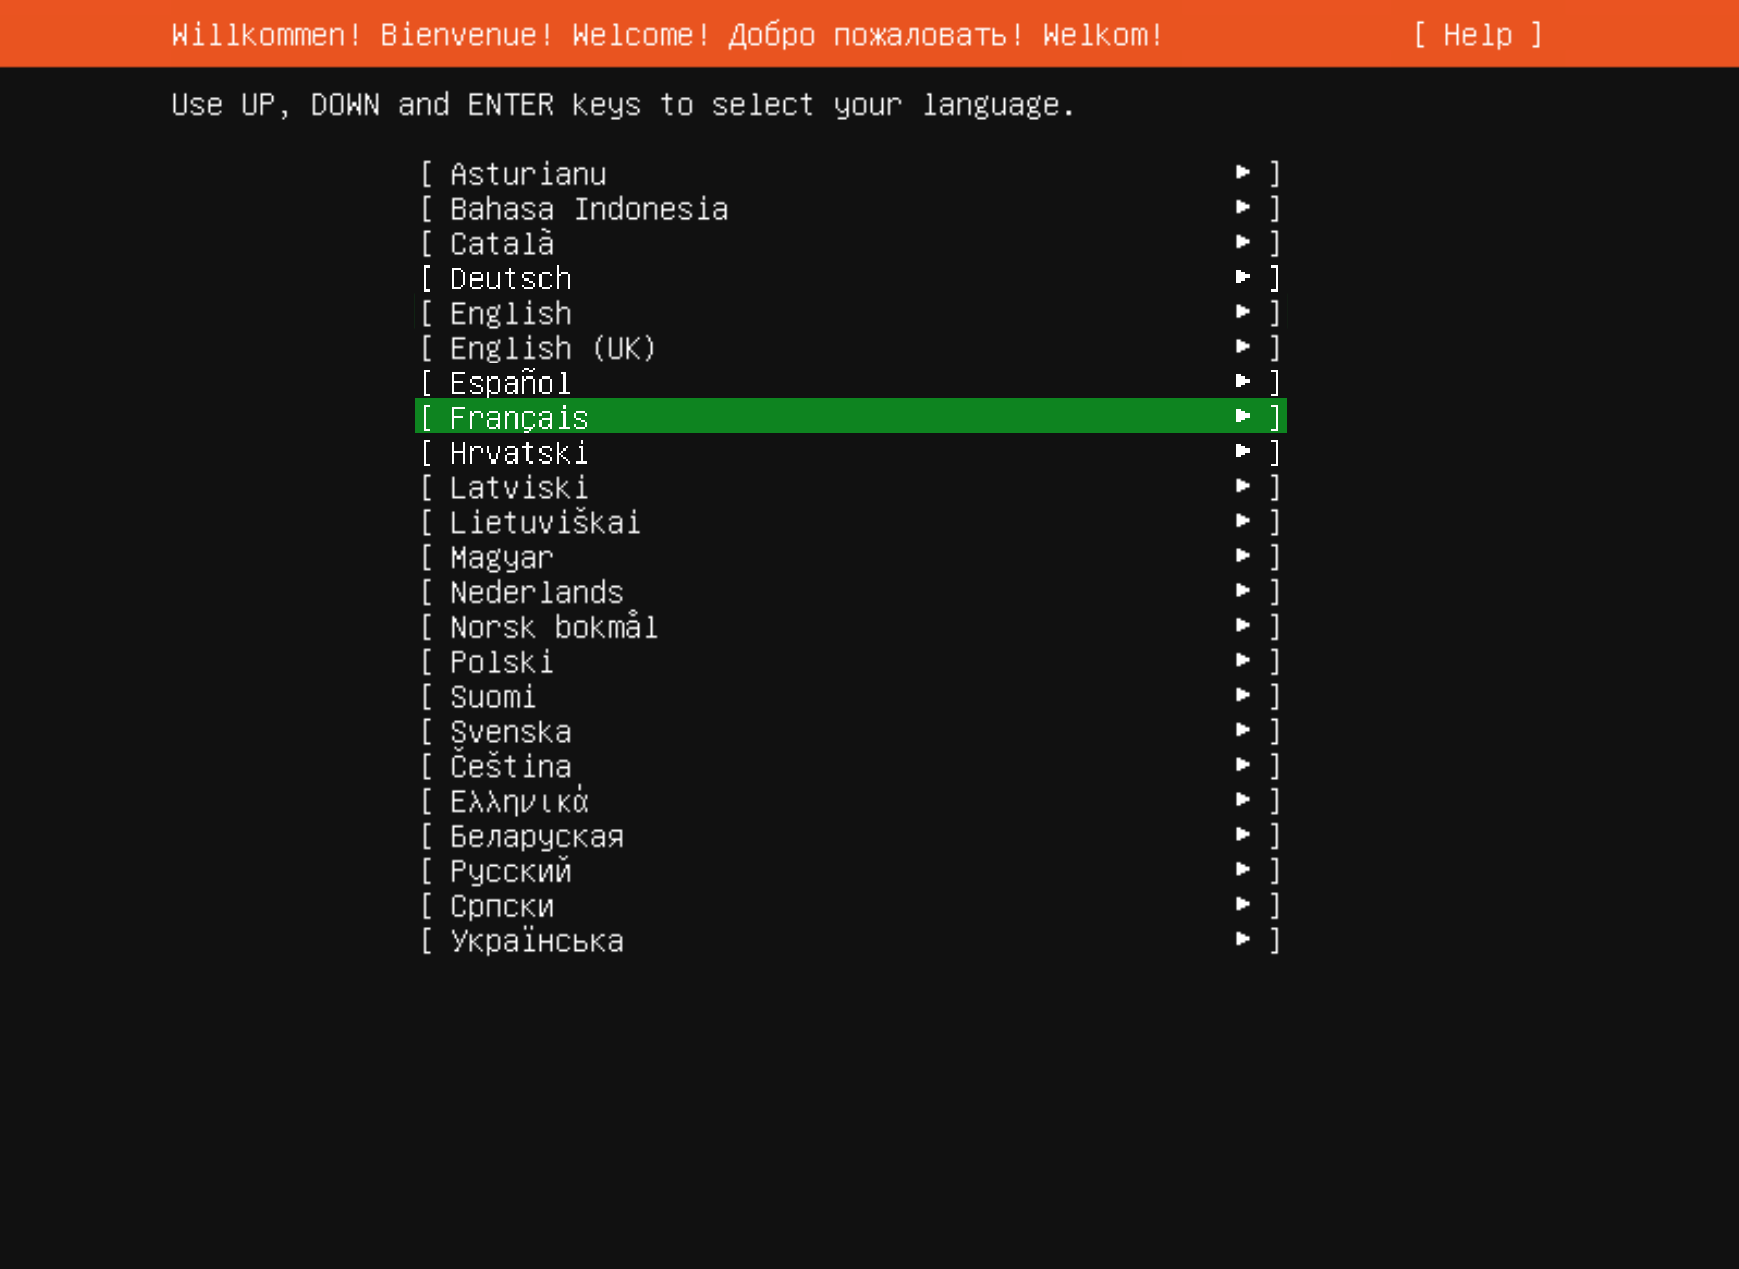 Willkommen! Bienvenue! Welcome! Добро пожаловать! Welkom! [ Help ]
Use UP, DOWN and ENTER keys to select your language.
[ Asturianu ► ]
[ Bahasa Indonesia ► ]
[ Català ► ]
[ Deutsch ► ]
[ English ► ]
[ English (UK) ► ]
[ Español ► ]
[ Français ► ]
[ Hrvatski ► ]
[ Latviski ► ]
[ Lietuviškai ► ]
[ Magyar ► ]
[ Nederlands ► ]
[ Norsk bokmål ► ]
[ Polski ► ]
[ Suomi ► ]
[ Svenska ► ]
[ Čeština ► ]
[ Ελληνικά ► ]
[ Беларуская ► ]
[ Русский ► ]
[ Српски ► ]
[ Українська ► ]